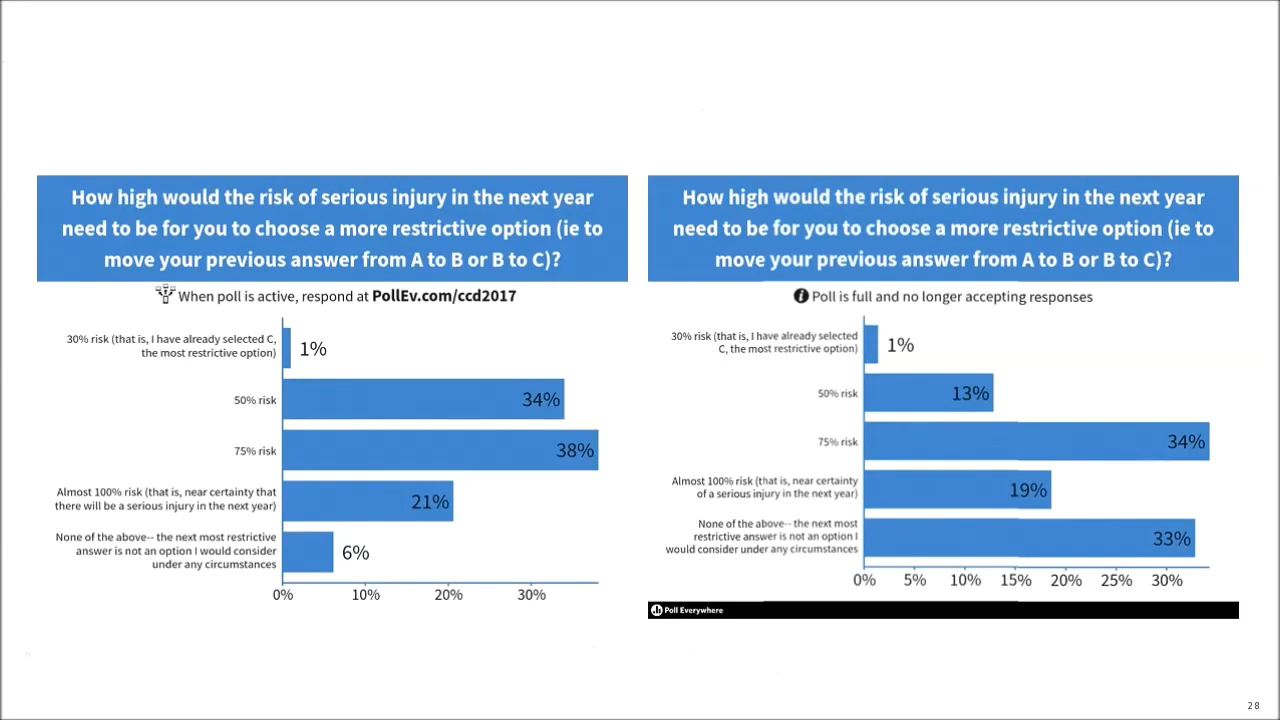 How high would the risk of serious injury in the next year
need to be for you to choose a more restrictive option (ie to
move your previous answer from A to B or B to C)?
When poll is active, respond at PollEv.com/ccd2017
30% risk (that is, I have already selected C,
the most restrictive option)
1%
50% risk
34%
75% risk
38%
Almost 100% risk (that is, near certainty that
there will be a serious injury in the next year)
21%
None of the above-- the next most restrictive
answer is not an option I would consider
under any circumstances
6%
0% 10% 20% 30%
How high would the risk of serious injury in the next year
need to be for you to choose a more restrictive option (ie to
move your previous answer from A to B or B to C)?
Poll is full and no longer accepting responses
30% risk (that is, I have already selected
C, the most restrictive option)
1%
50% risk
13%
75% risk
34%
Almost 100% risk (that is, near certainty
of a serious injury in the next year)
19%
None of the above-- the next most
restrictive answer is not an option I
would consider under any circumstances
33%
0% 5% 10% 15% 20% 25% 30%
Poll Everywhere
28